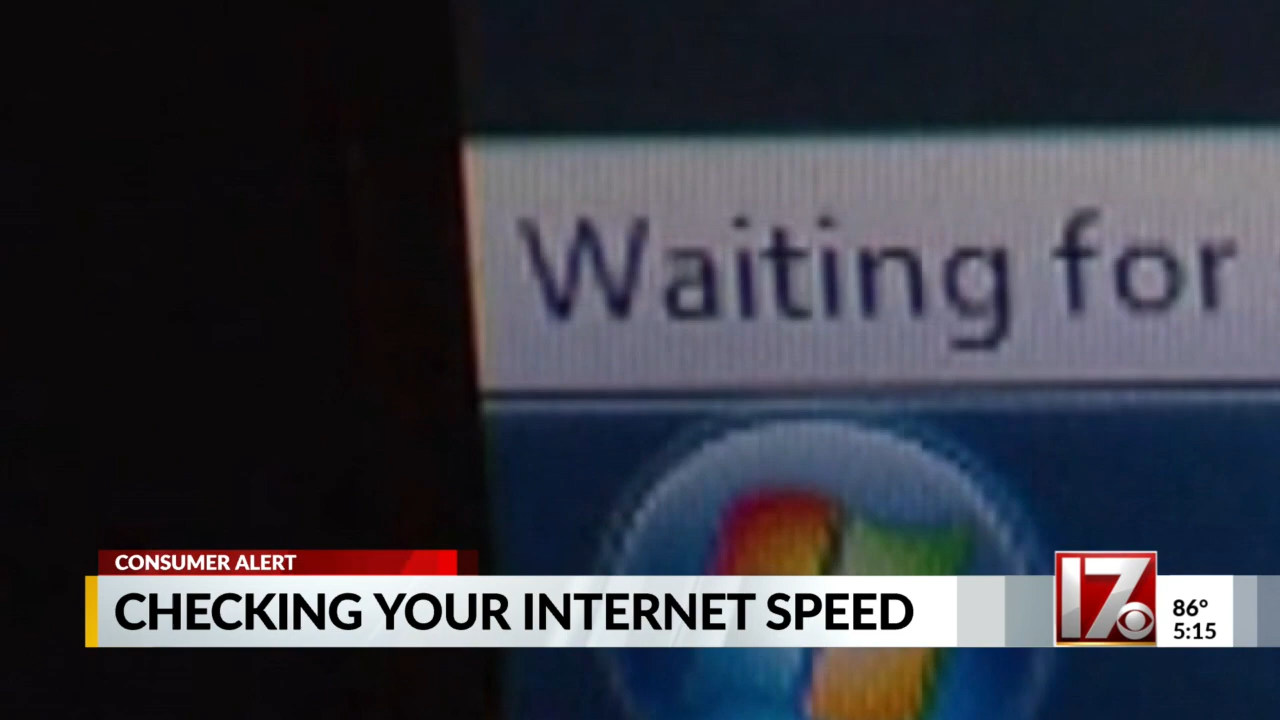 Waiting for
CONSUMER ALERT
CHECKING YOUR INTERNET SPEED
17
86°
5:15